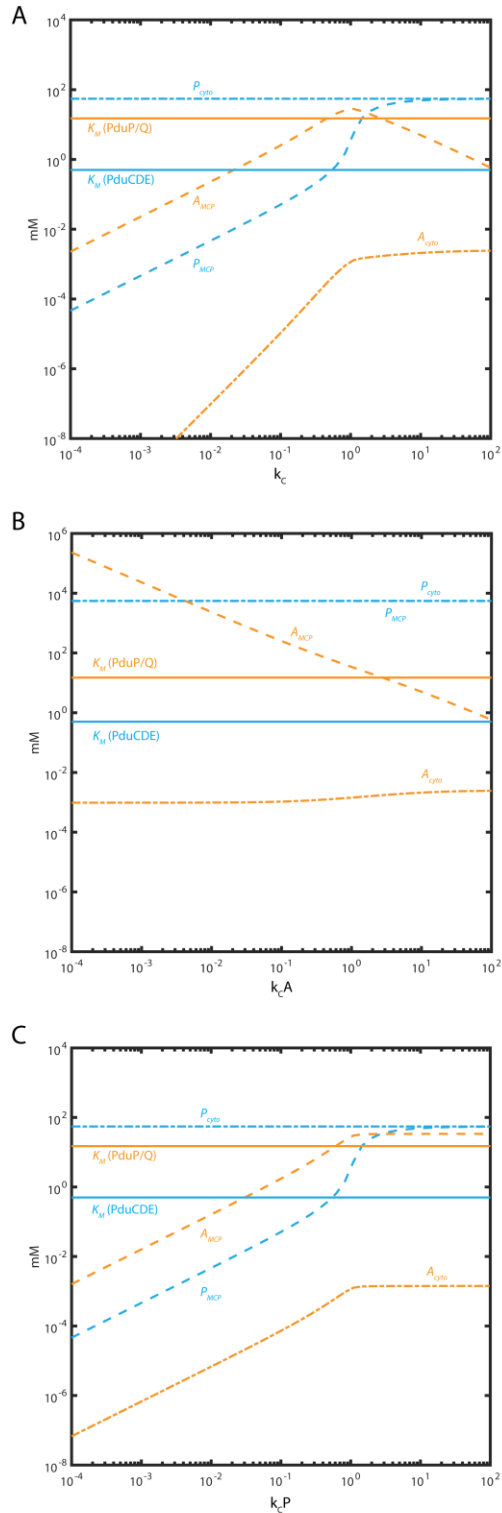 A
mM
10^4
10^2
10^0
10^-2
10^-4
10^-6
10^-8
P_cyto
K_M (PduP/Q)
K_M (PduCDE)
A_MCP
P_MCP
A_cyto
10^-4
10^-3
10^-2
10^-1
10^0
10^1
10^2
k_C
B
mM
10^6
10^4
10^2
10^0
10^-2
10^-4
10^-6
10^-8
P_cyto
P_MCP
A_MCP
K_M (PduP/Q)
K_M (PduCDE)
A_cyto
10^-4
10^-3
10^-2
10^-1
10^0
10^1
10^2
k_C A
C
mM
10^4
10^2
10^0
10^-2
10^-4
10^-6
10^-8
P_cyto
K_M (PduP/Q)
K_M (PduCDE)
A_MCP
P_MCP
A_cyto
10^-4
10^-3
10^-2
10^-1
10^0
10^1
10^2
k_C P